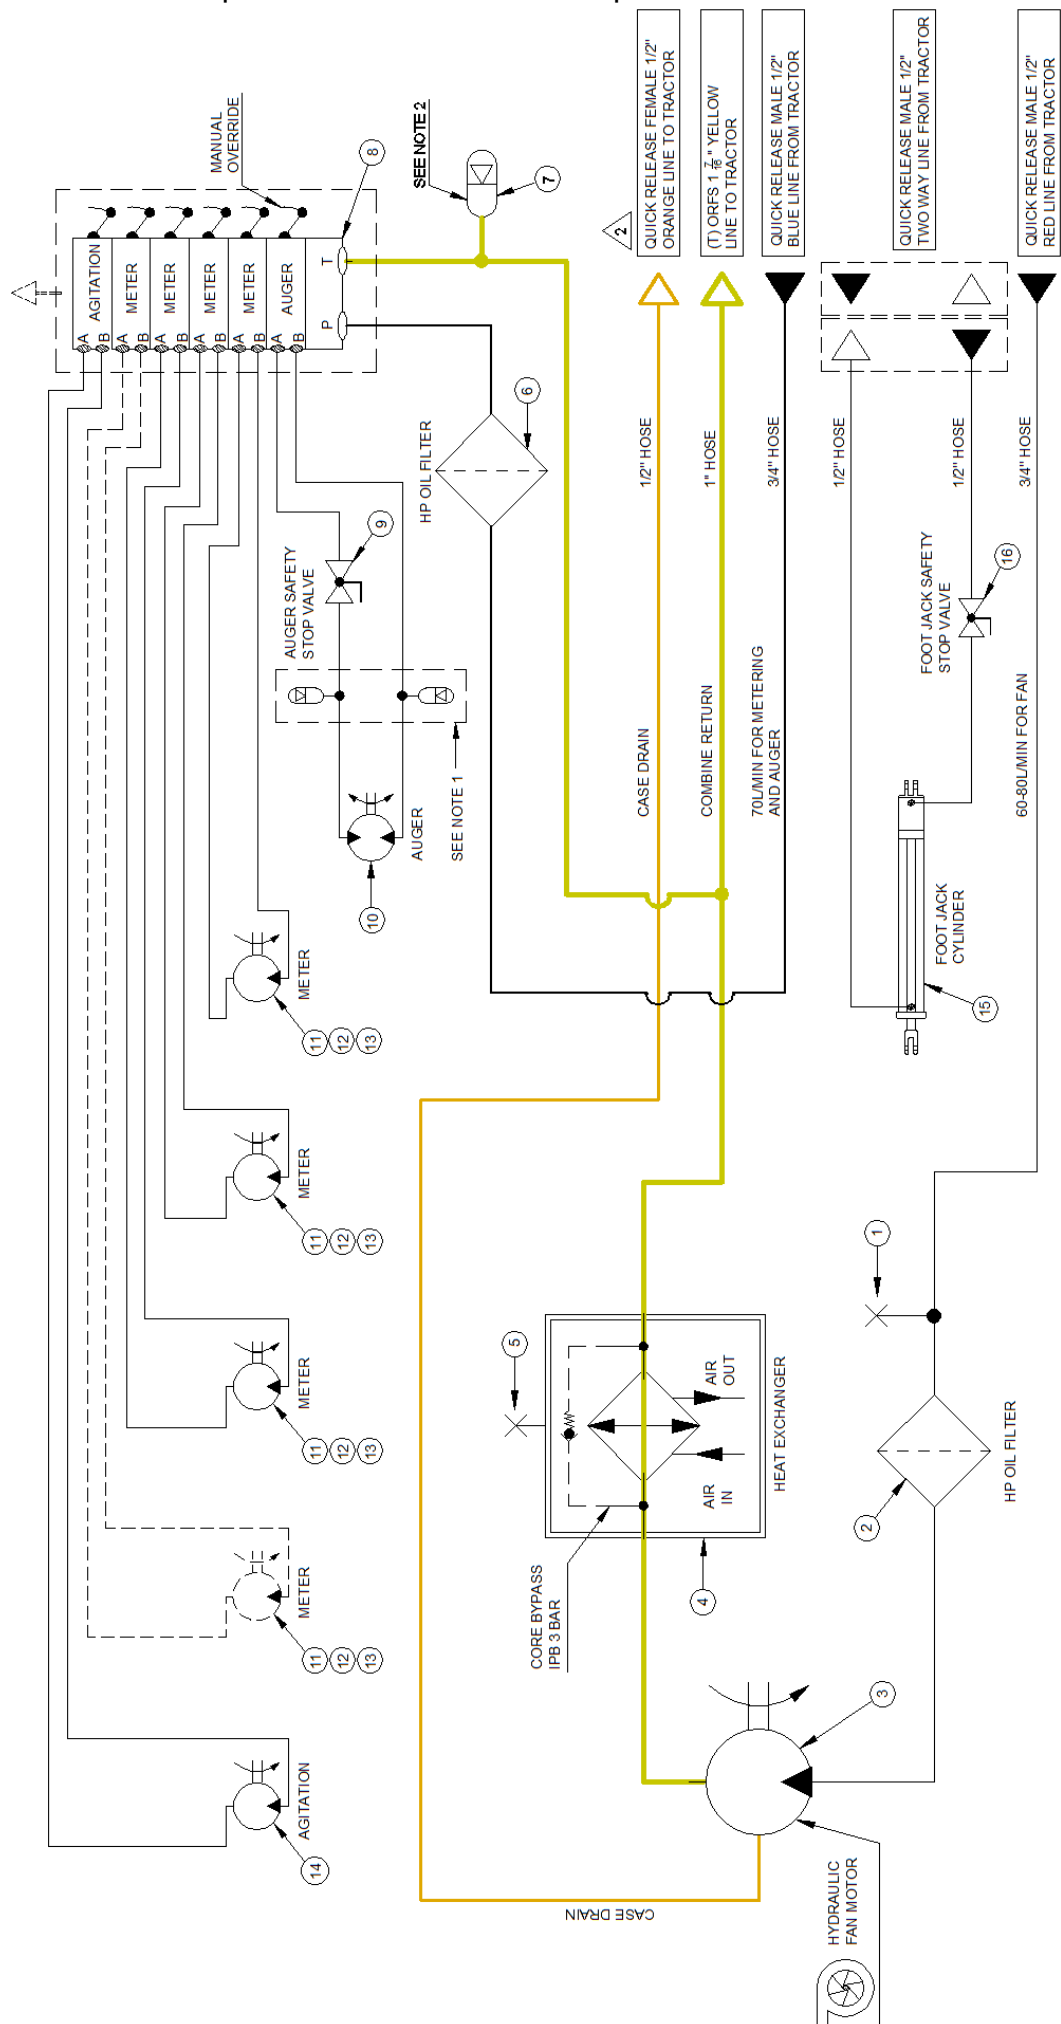 MANUAL
OVERRIDE
8
AGITATION
METER
METER
METER
METER
AUGER
A
B
A
B
A
B
A
B
A
B
A
B
P
T
SEE NOTE 2
7
HP OIL FILTER
6
AUGER SAFETY
STOP VALVE
9
SEE NOTE 1
AUGER
10
METER
11
12
13
METER
11
12
13
METER
11
12
13
METER
11
12
13
AGITATION
14
2
QUICK RELEASE FEMALE 1/2"
ORANGE LINE TO TRACTOR
(T) ORFS 1 7/16" YELLOW
LINE TO TRACTOR
QUICK RELEASE MALE 1/2"
BLUE LINE FROM TRACTOR
QUICK RELEASE MALE 1/2"
TWO WAY LINE FROM TRACTOR
QUICK RELEASE MALE 1/2"
RED LINE FROM TRACTOR
1/2" HOSE
1" HOSE
3/4" HOSE
1/2" HOSE
1/2" HOSE
3/4" HOSE
CASE DRAIN
COMBINE RETURN
70L/MIN FOR METERING
AND AUGER
FOOT JACK SAFETY
STOP VALVE
16
60-80L/MIN FOR FAN
FOOT JACK
CYLINDER
15
1
5
AIR
OUT
AIR
IN
HEAT EXCHANGER
4
CORE BYPASS
IPB 3 BAR
HP OIL FILTER
2
3
CASE DRAIN
HYDRAULIC
FAN MOTOR